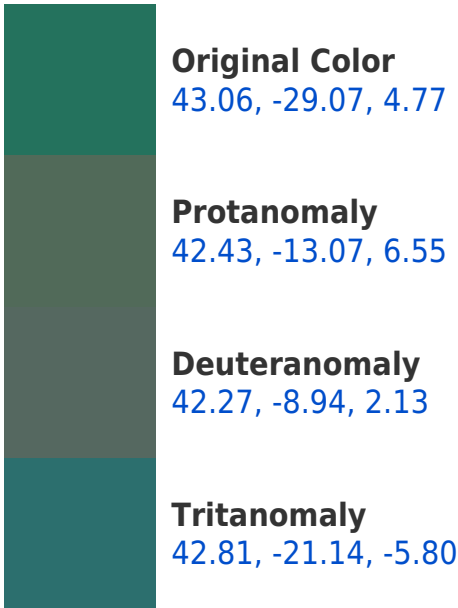 Original Color
43.06, -29.07, 4.77
Protanomaly
42.43, -13.07, 6.55
Deuteranomaly
42.27, -8.94, 2.13
Tritanomaly
42.81, -21.14, -5.80